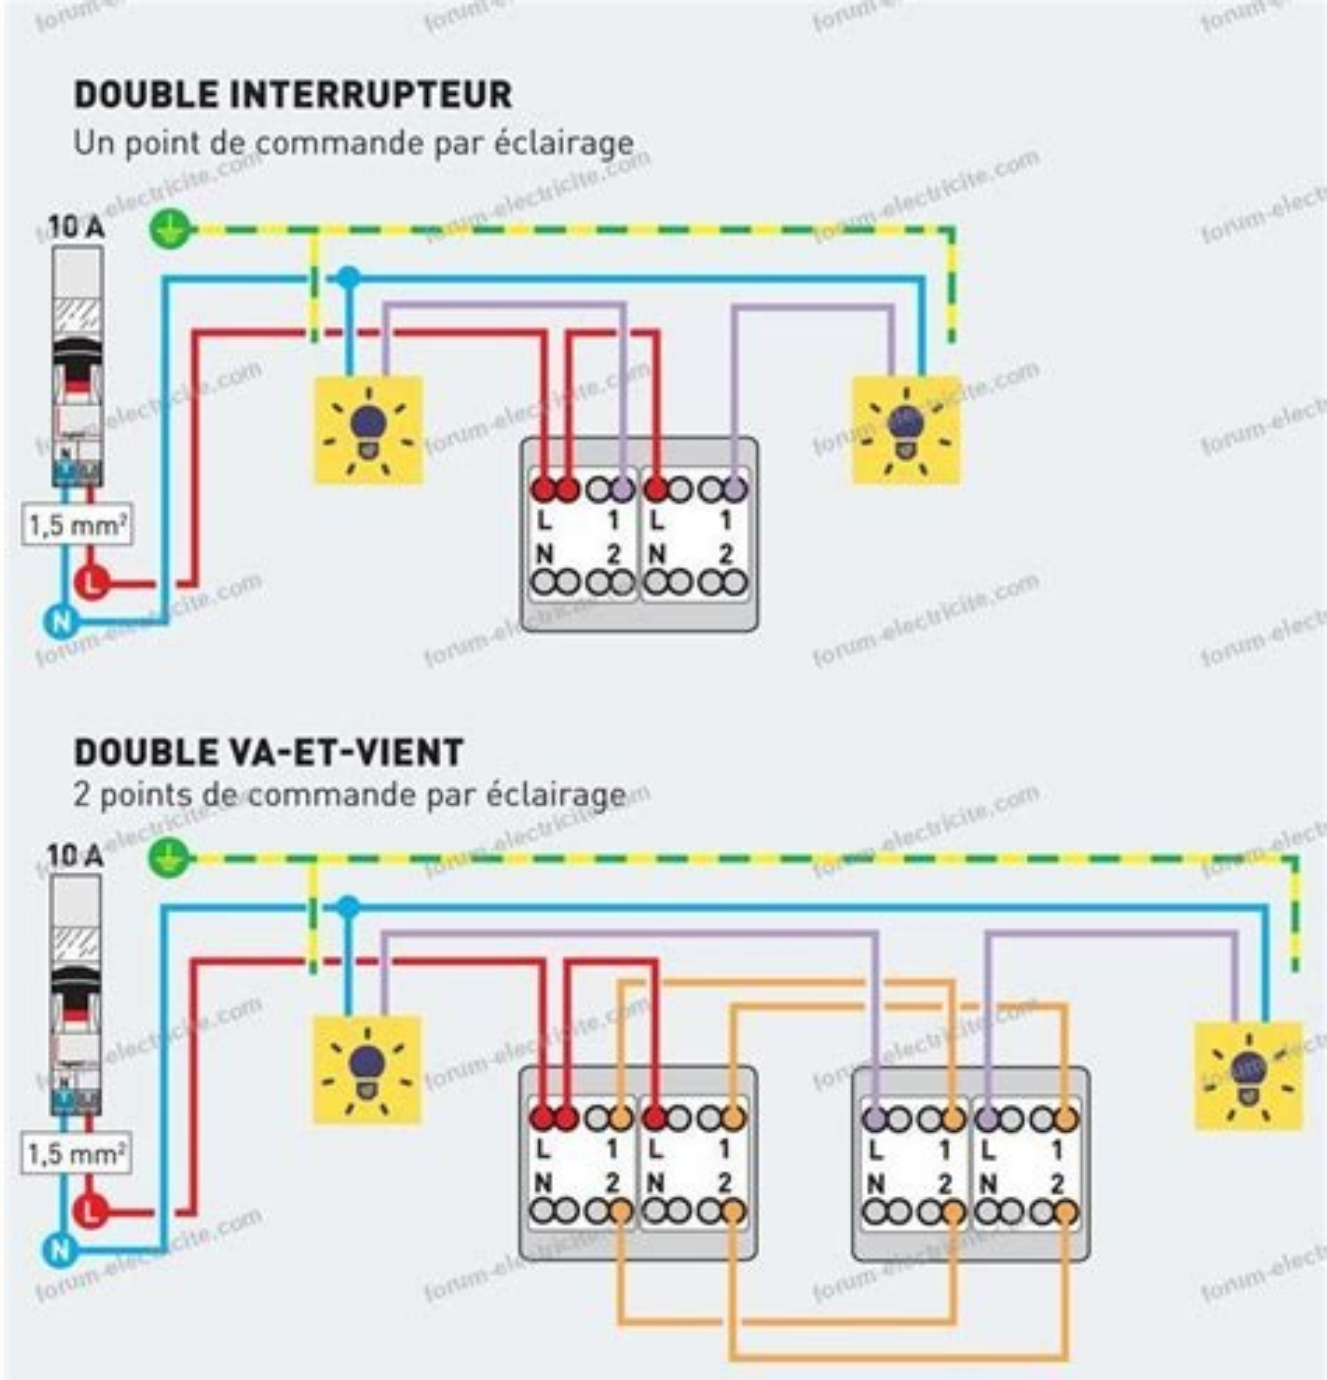 forum-electricite.com
DOUBLE INTERRUPTEUR
Un point de commande par éclairage
10 A
N
1,5 mm²
L
N
L 1 L 1
N 2 N 2
DOUBLE VA-ET-VIENT
2 points de commande par éclairage
10 A
N
1,5 mm²
L
N
L 1 L 1 L 1 L 1
N 2 N 2 N 2 N 2